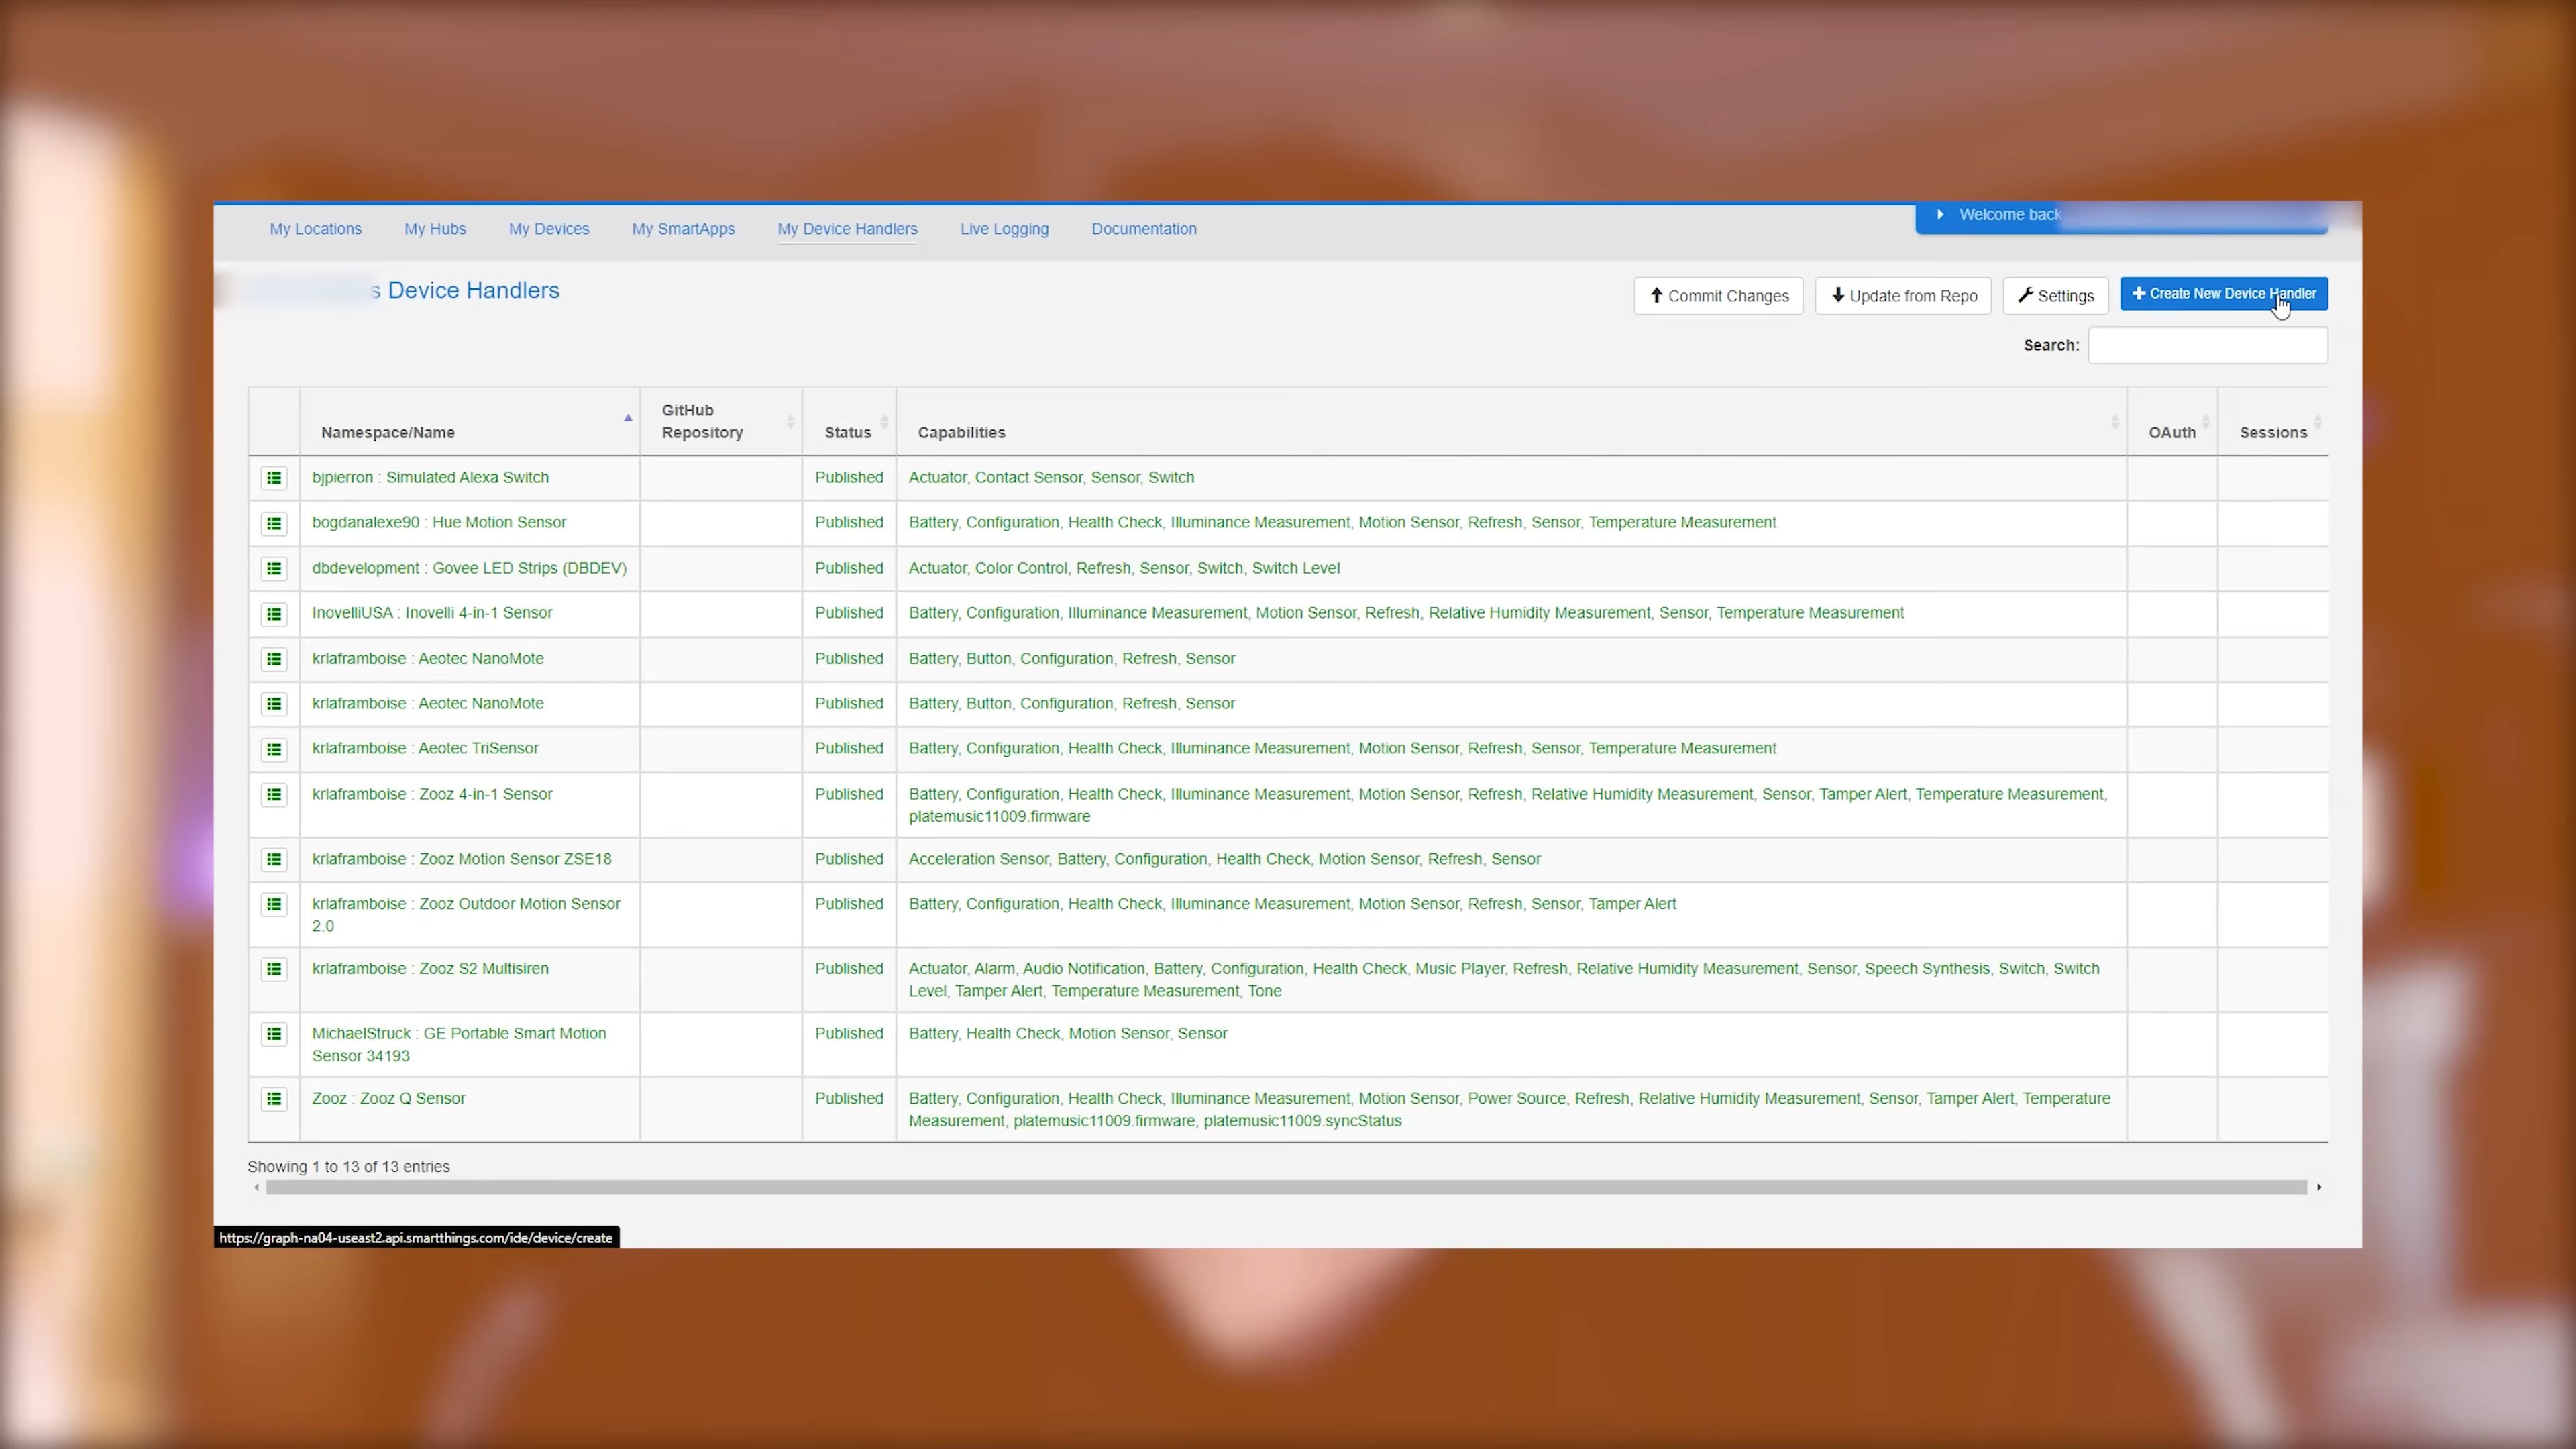 My Locations My Hubs My Devices My SmartApps My Device Handlers Live Logging Documentation Welcome back
s Device Handlers Commit Changes Update from Repo Settings Create New Device Handler
Search:
Namespace/Name GitHub Repository Status Capabilities OAuth Sessions
bjpierron : Simulated Alexa Switch Published Actuator, Contact Sensor, Sensor, Switch
bogdanalexe90 : Hue Motion Sensor Published Battery, Configuration, Health Check, Illuminance Measurement, Motion Sensor, Refresh, Sensor, Temperature Measurement
dbdevelopment : Govee LED Strips (DBDEV) Published Actuator, Color Control, Refresh, Sensor, Switch, Switch Level
InovelliUSA : Inovelli 4-in-1 Sensor Published Battery, Configuration, Illuminance Measurement, Motion Sensor, Refresh, Relative Humidity Measurement, Sensor, Temperature Measurement
krlaframboise : Aeotec NanoMote Published Battery, Button, Configuration, Refresh, Sensor
krlaframboise : Aeotec NanoMote Published Battery, Button, Configuration, Refresh, Sensor
krlaframboise : Aeotec TriSensor Published Battery, Configuration, Health Check, Illuminance Measurement, Motion Sensor, Refresh, Sensor, Temperature Measurement
krlaframboise : Zooz 4-in-1 Sensor Published Battery, Configuration, Health Check, Illuminance Measurement, Motion Sensor, Refresh, Relative Humidity Measurement, Sensor, Tamper Alert, Temperature Measurement,
platemusic11009.firmware
krlaframboise : Zooz Motion Sensor ZSE18 Published Acceleration Sensor, Battery, Configuration, Health Check, Motion Sensor, Refresh, Sensor
krlaframboise : Zooz Outdoor Motion Sensor Published Battery, Configuration, Health Check, Illuminance Measurement, Motion Sensor, Refresh, Sensor, Tamper Alert
2.0
krlaframboise : Zooz S2 Multisiren Published Actuator, Alarm, Audio Notification, Battery, Configuration, Health Check, Music Player, Refresh, Relative Humidity Measurement, Sensor, Speech Synthesis, Switch, Switch
Level, Tamper Alert, Temperature Measurement, Tone
MichaelStruck : GE Portable Smart Motion Published Battery, Health Check, Motion Sensor, Sensor
Sensor 34193
Zooz : Zooz Q Sensor Published Battery, Configuration, Health Check, Illuminance Measurement, Motion Sensor, Power Source, Refresh, Relative Humidity Measurement, Sensor, Tamper Alert, Temperature
Measurement, platemusic11009.firmware, platemusic11009.syncStatus
Showing 1 to 13 of 13 entries
https://graph-na04-useast2.api.smartthings.com/ide/device/create